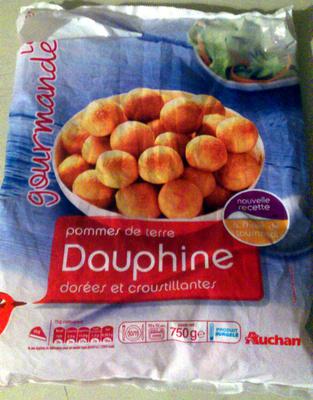 gourmande
nouvelle
recette
pommes de terre
Dauphine
dorées et croustillantes
750g e
PRODUIT
SURGELÉ
Auchan